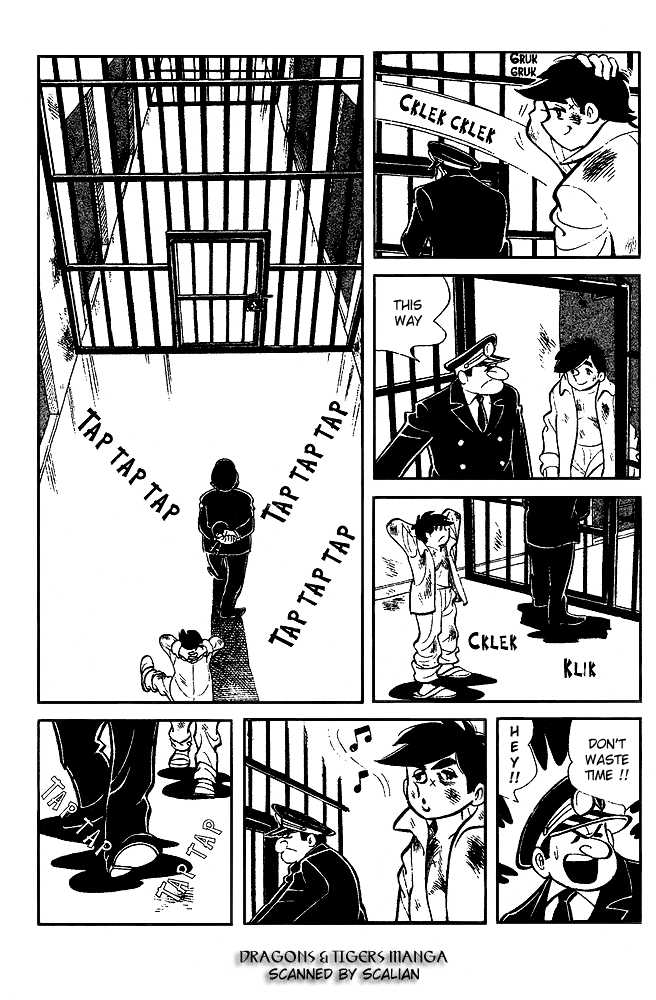 TAP TAP TAP
TAP TAP TAP
TAP TAP TAP
GRUK
GRUK
CKLEK CKLEK
THIS
WAY
CKLEK
KLIK
TAP TAP
TAP TAP
HEY!!
DON'T
WASTE
TIME !!
DRAGONS & TIGERS MANGA
SCANNED BY SCALIAN